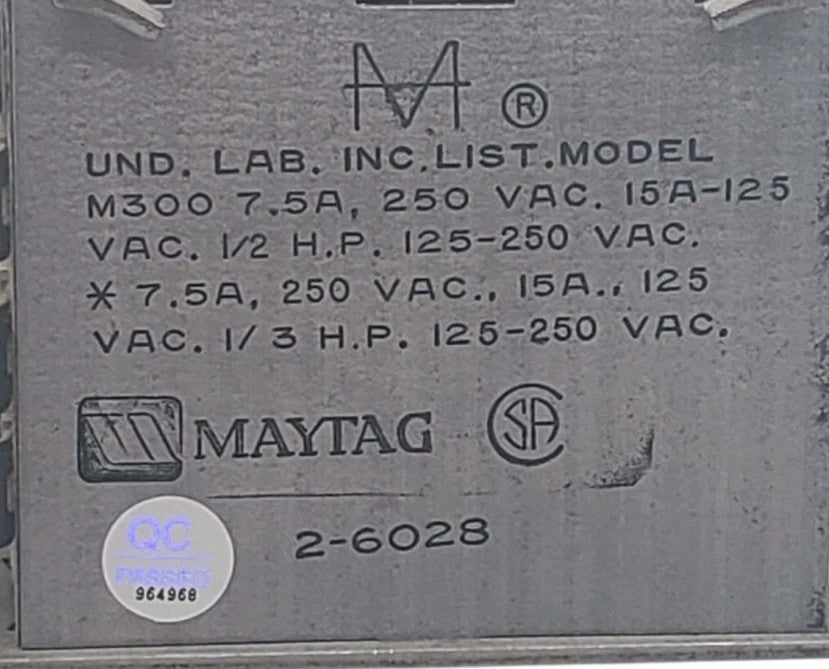 ®
UND. LAB. INC. LIST. MODEL
M300 7.5A, 250 VAC. 15A-125
VAC. 1/2 H.P. 125-250 VAC.
* 7.5A, 250 VAC., 15A., 125
VAC. 1/3 H.P. 125-250 VAC.
MAYTAG SA
2-6028
QC
PASSED
964968